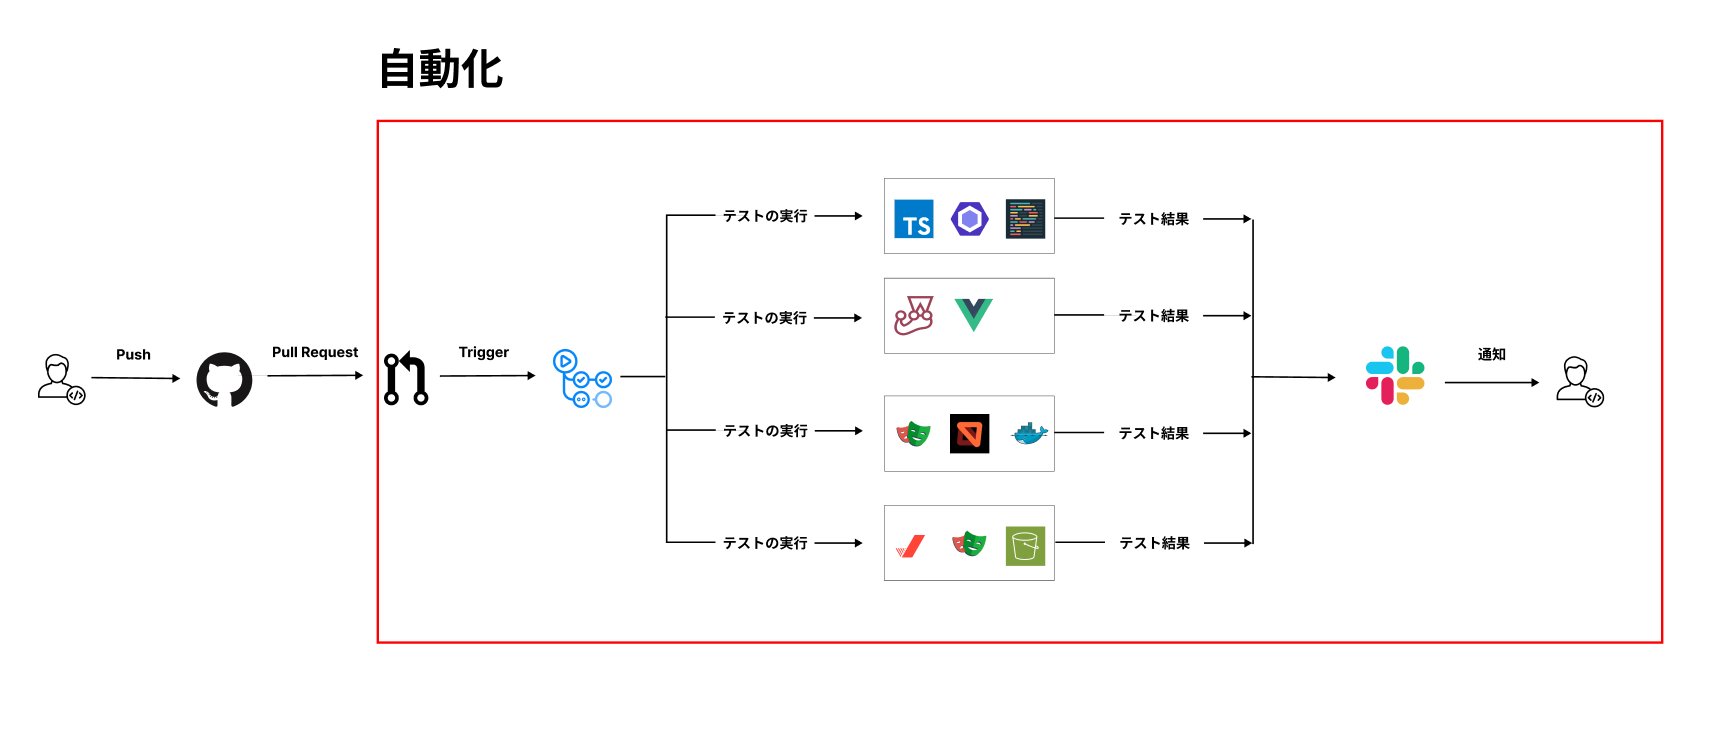 自動化
Push
Pull Request
Trigger
テストの実行
TS
テスト結果
テストの実行
テスト結果
テストの実行
テスト結果
テストの実行
テスト結果
通知